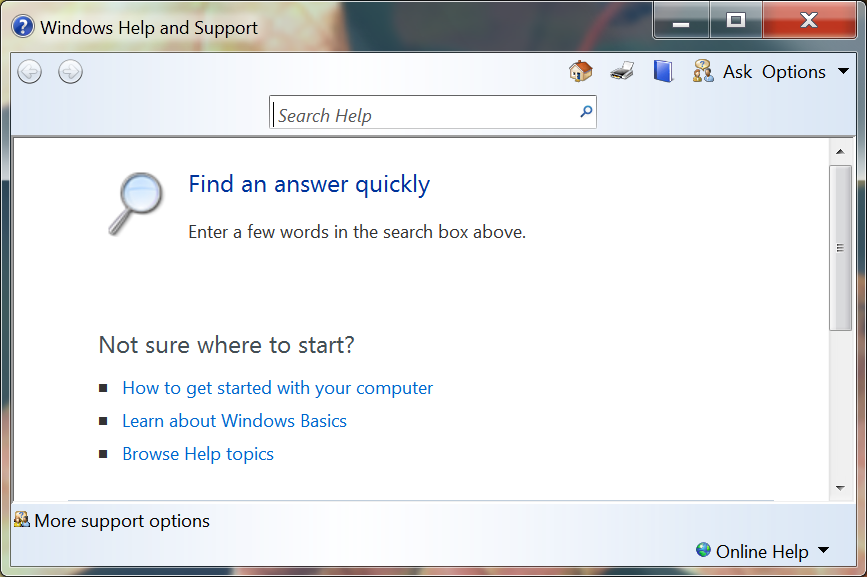 Windows Help and Support
Ask Options
Search Help
Find an answer quickly
Enter a few words in the search box above.
Not sure where to start?
How to get started with your computer
Learn about Windows Basics
Browse Help topics
More support options
Online Help